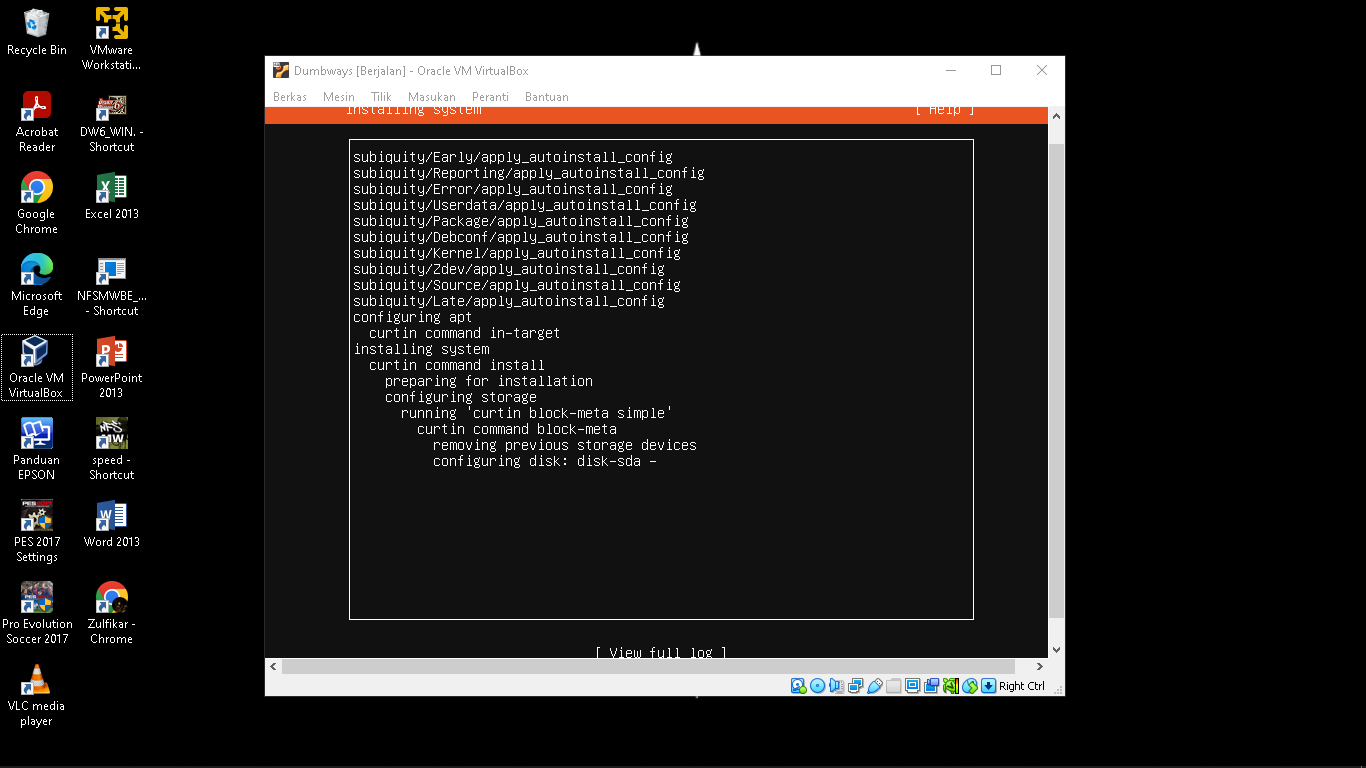 Recycle Bin
VMware
Workstati...
Acrobat
Reader
DW6_WIN. -
Shortcut
Google
Chrome
Excel 2013
Microsoft
Edge
NFSMWBE_...
- Shortcut
Oracle VM
VirtualBox
PowerPoint
2013
Panduan
EPSON
speed -
Shortcut
PES 2017
Settings
Word 2013
Pro Evolution
Soccer 2017
Zulfikar -
Chrome
VLC media
player
Dumbways [Berjalan] - Oracle VM VirtualBox
Berkas Mesin Tilik Masukan Peranti Bantuan
Installing system [ Help ]
subiquity/Early/apply_autoinstall_config
subiquity/Reporting/apply_autoinstall_config
subiquity/Error/apply_autoinstall_config
subiquity/Userdata/apply_autoinstall_config
subiquity/Package/apply_autoinstall_config
subiquity/Debconf/apply_autoinstall_config
subiquity/Kernel/apply_autoinstall_config
subiquity/Zdev/apply_autoinstall_config
subiquity/Source/apply_autoinstall_config
subiquity/Late/apply_autoinstall_config
configuring apt
curtin command in-target
installing system
curtin command install
preparing for installation
configuring storage
running 'curtin block-meta simple'
curtin command block-meta
removing previous storage devices
configuring disk: disk-sda -
[ View full log ]
Right Ctrl